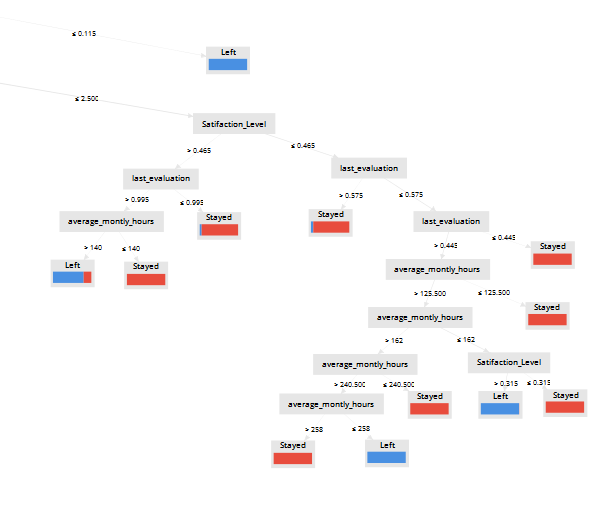 ≤ 0.115
Left
≤ 2.500
Satifaction_Level
> 0.465
≤ 0.465
last_evaluation
last_evaluation
> 0.995
≤ 0.995
> 0.575
≤ 0.575
average_montly_hours
Stayed
Stayed
last_evaluation
> 140
≤ 140
> 0.445
≤ 0.445
Left
Stayed
Stayed
average_montly_hours
> 125.500
≤ 125.500
average_montly_hours
Stayed
> 162
≤ 162
average_montly_hours
Satifaction_Level
> 240.500
≤ 240.500
> 0.315
≤ 0.315
average_montly_hours
Stayed
Left
Stayed
> 258
≤ 258
Stayed
Left